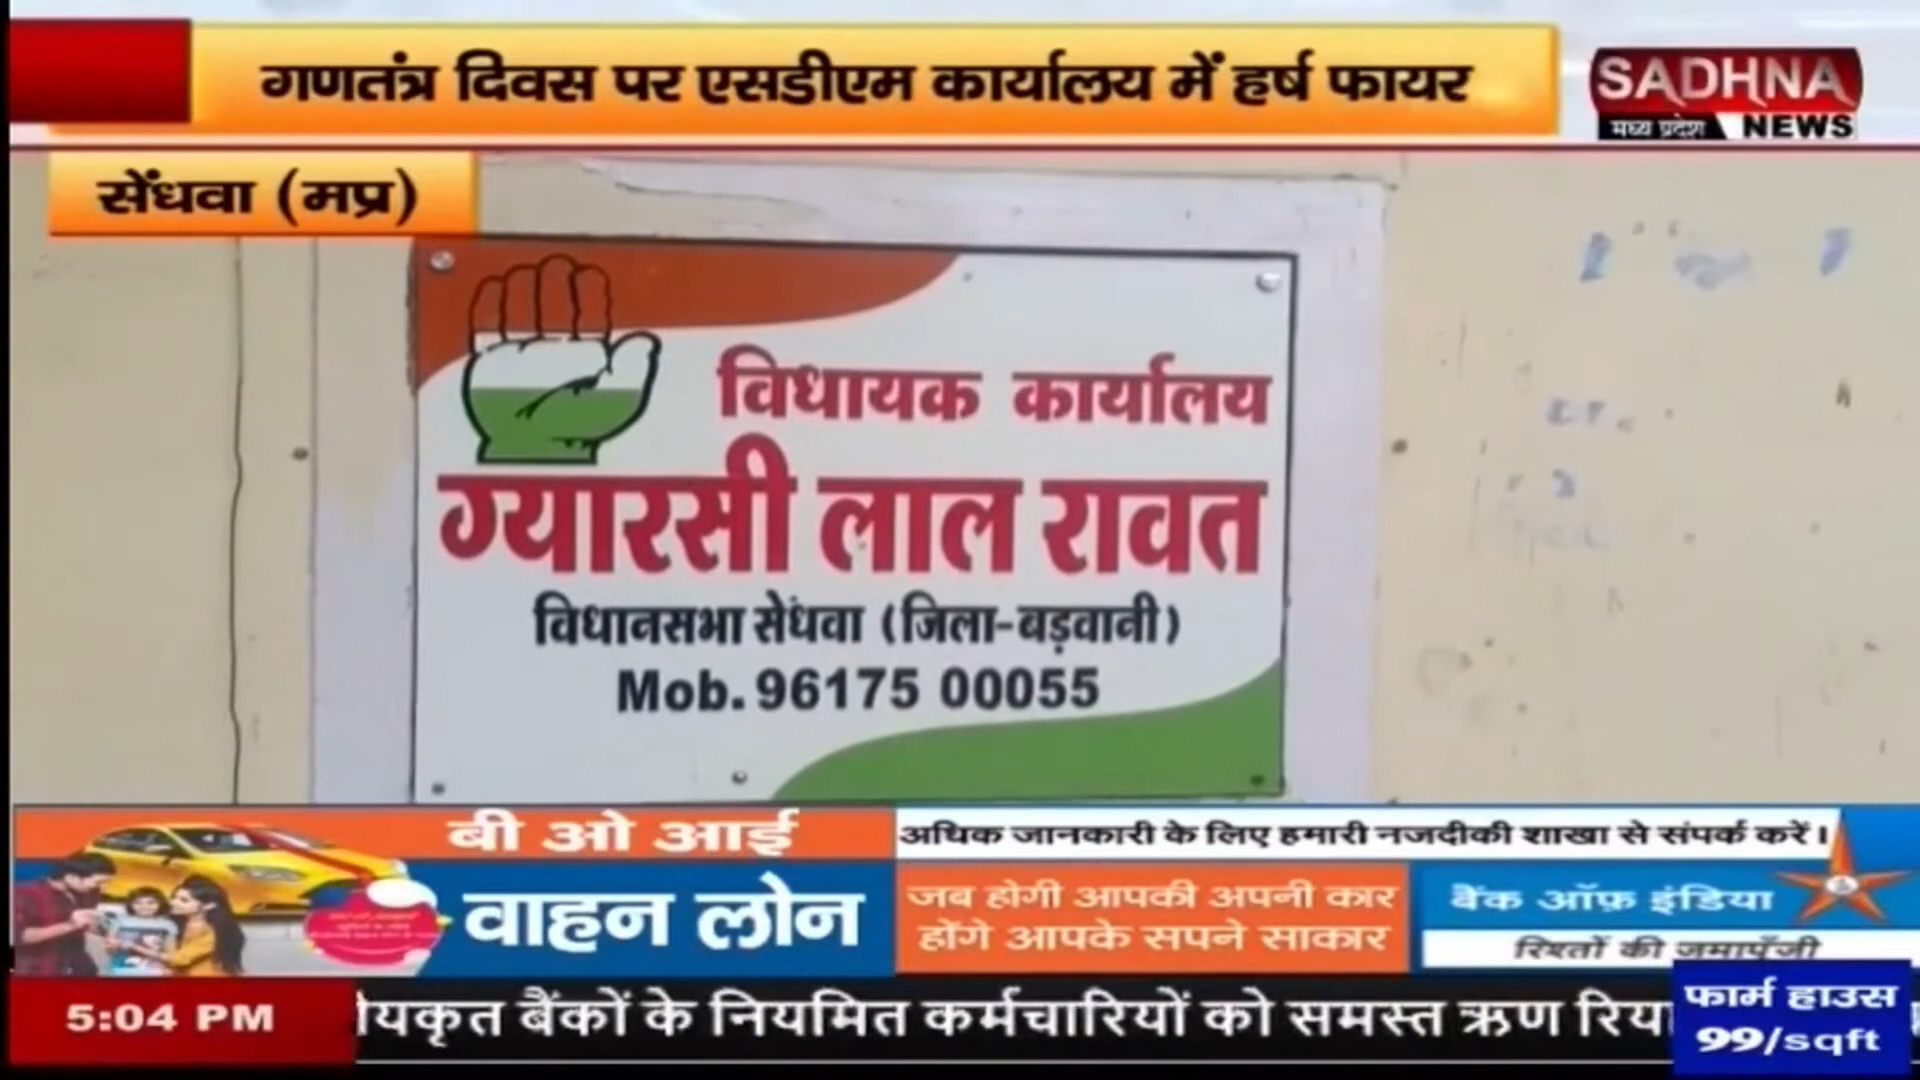 गणतंत्र दिवस पर एसडीएम कार्यालय में हर्ष फायर
SADHNA
मध्य प्रदेश NEWS
सेंधवा (मप्र)
विधायक कार्यालय
ग्यारसी लाल रावत
विधानसभा सेंधवा (जिला-बड़वानी)
Mob. 96175 00055
बी ओ आई
वाहन लोन
अधिक जानकारी के लिए हमारी नजदीकी शाखा से संपर्क करें।
जब होगी आपकी अपनी कार
होंगे आपके सपने साकार
बैंक ऑफ़ इंडिया
रिश्तों की जमापूँजी
5:04 PM
बैंकों के नियमित कर्मचारियों को समस्त ऋण
फार्म हाउस
99/sqft